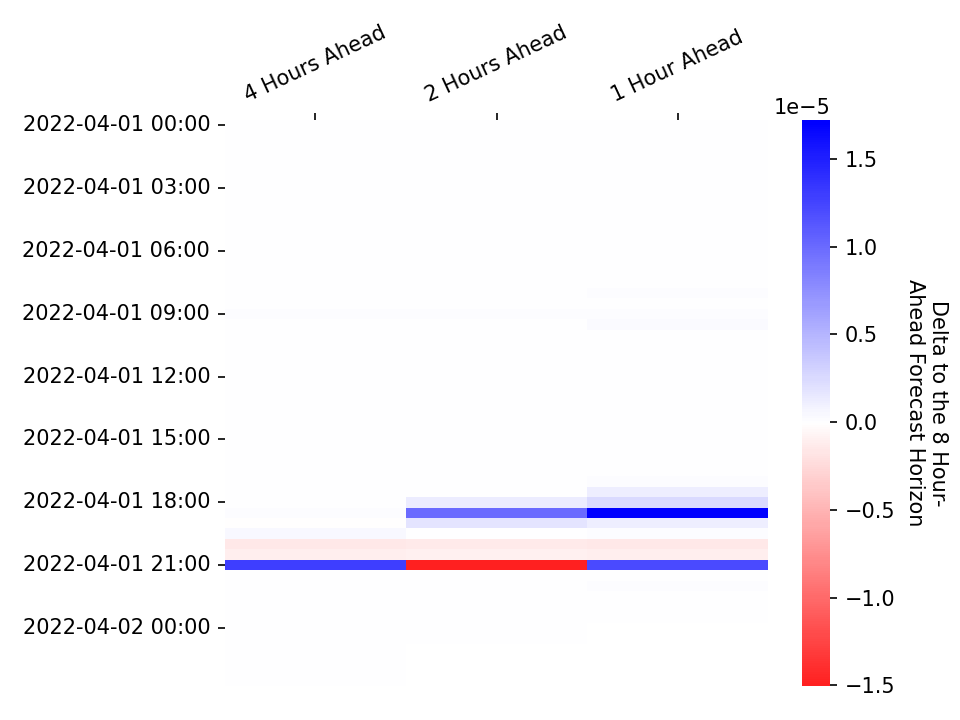 4 Hours Ahead
2 Hours Ahead
1 Hour Ahead
1e−5
2022-04-01 00:00
2022-04-01 03:00
2022-04-01 06:00
2022-04-01 09:00
2022-04-01 12:00
2022-04-01 15:00
2022-04-01 18:00
2022-04-01 21:00
2022-04-02 00:00
1.5
1.0
0.5
0.0
−0.5
−1.0
−1.5
Delta to the 8 Hour-
Ahead Forecast Horizon